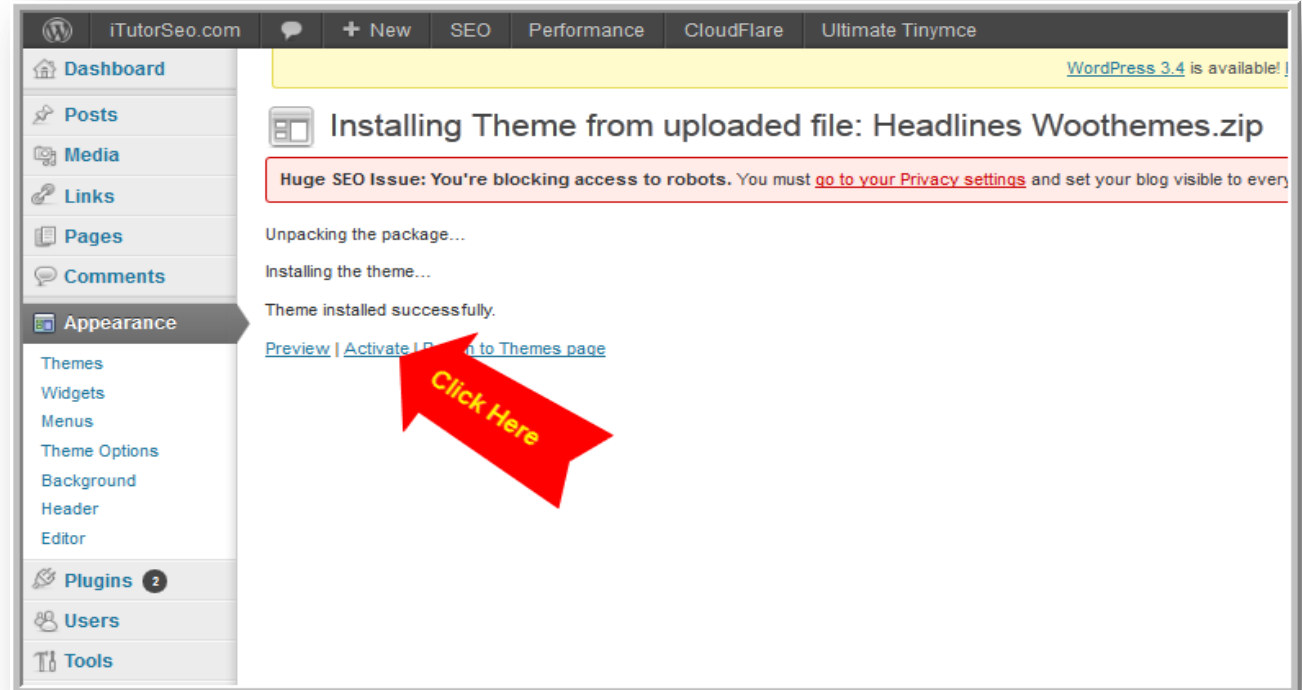 iTutorSeo.com + New SEO Performance CloudFlare Ultimate Tinymce
Dashboard
Posts
Media
Links
Pages
Comments
Appearance
Themes
Widgets
Menus
Theme Options
Background
Header
Editor
Plugins 2
Users
Tools
WordPress 3.4 is available!
Installing Theme from uploaded file: Headlines Woothemes.zip
Huge SEO Issue: You're blocking access to robots. You must go to your Privacy settings and set your blog visible to every
Unpacking the package…
Installing the theme…
Theme installed successfully.
Preview | Activate | to Themes page
Click Here